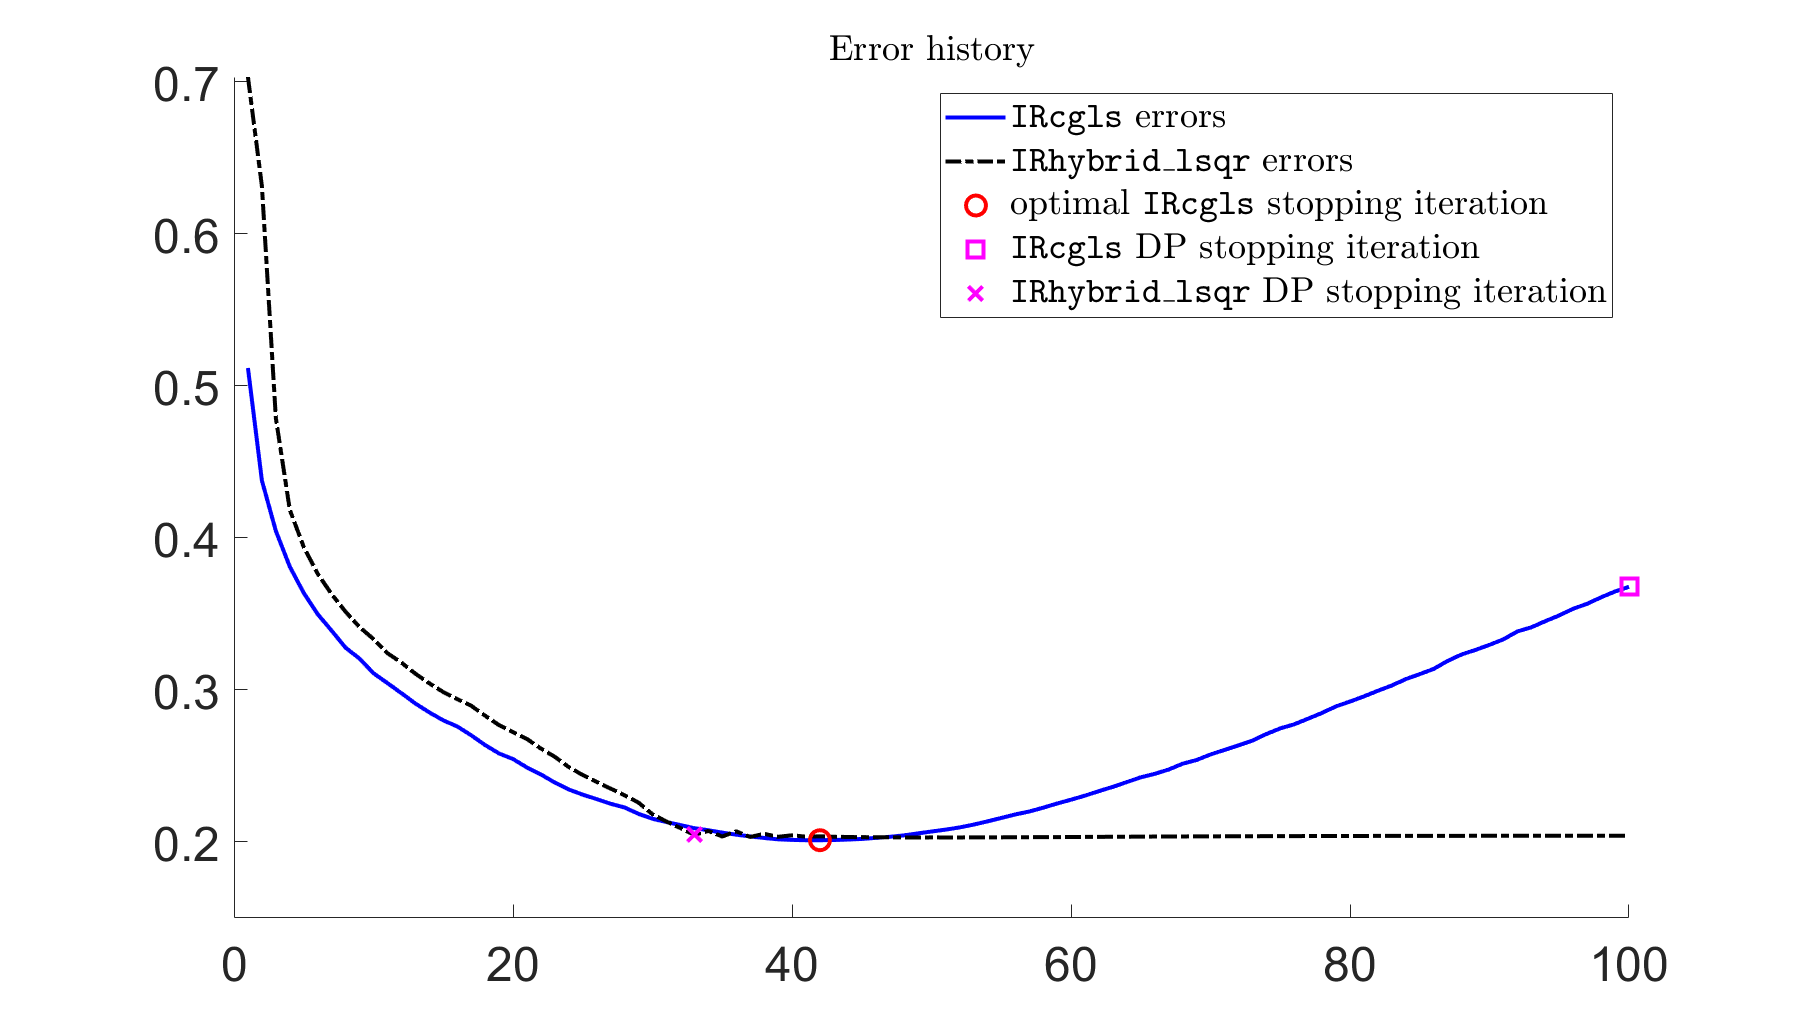 Error history
IRcgls errors
IRhybrid_lsqr errors
optimal IRcgls stopping iteration
IRcgls DP stopping iteration
IRhybrid_lsqr DP stopping iteration
0.7
0.6
0.5
0.4
0.3
0.2
0 20 40 60 80 100